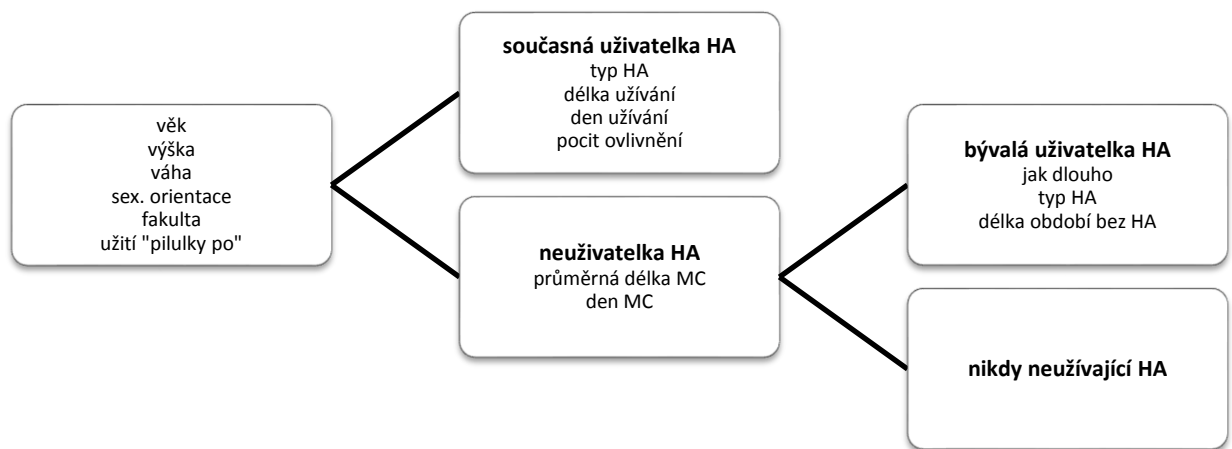 věk
výška
váha
sex. orientace
fakulta
užití "pilulky po"
současná uživatelka HA
typ HA
délka užívání
den užívání
pocit ovlivnění
neuživatelka HA
průměrná délka MC
den MC
bývalá uživatelka HA
jak dlouho
typ HA
délka období bez HA
nikdy neužívající HA